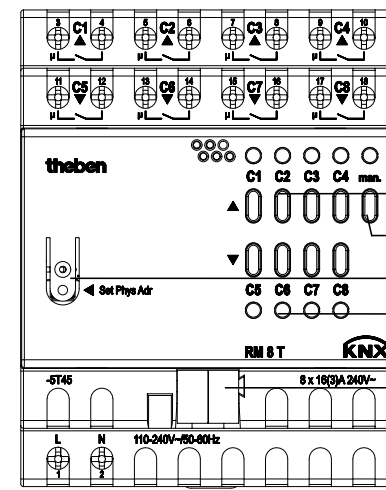 3 C1 4 5 C2 6 7 C3 8 9 C4 10
µ µ µ µ
11 C5 12 13 C6 14 15 C7 16 17 C8 18
µ µ µ µ
theben
C1 C2 C3 C4 man.
Set Phys Adr
C5 C6 C7 C8
RM 8 T KNX
-5T45 8 x 16(3)A 240V~
L N 110-240V~/50-60Hz
1 2